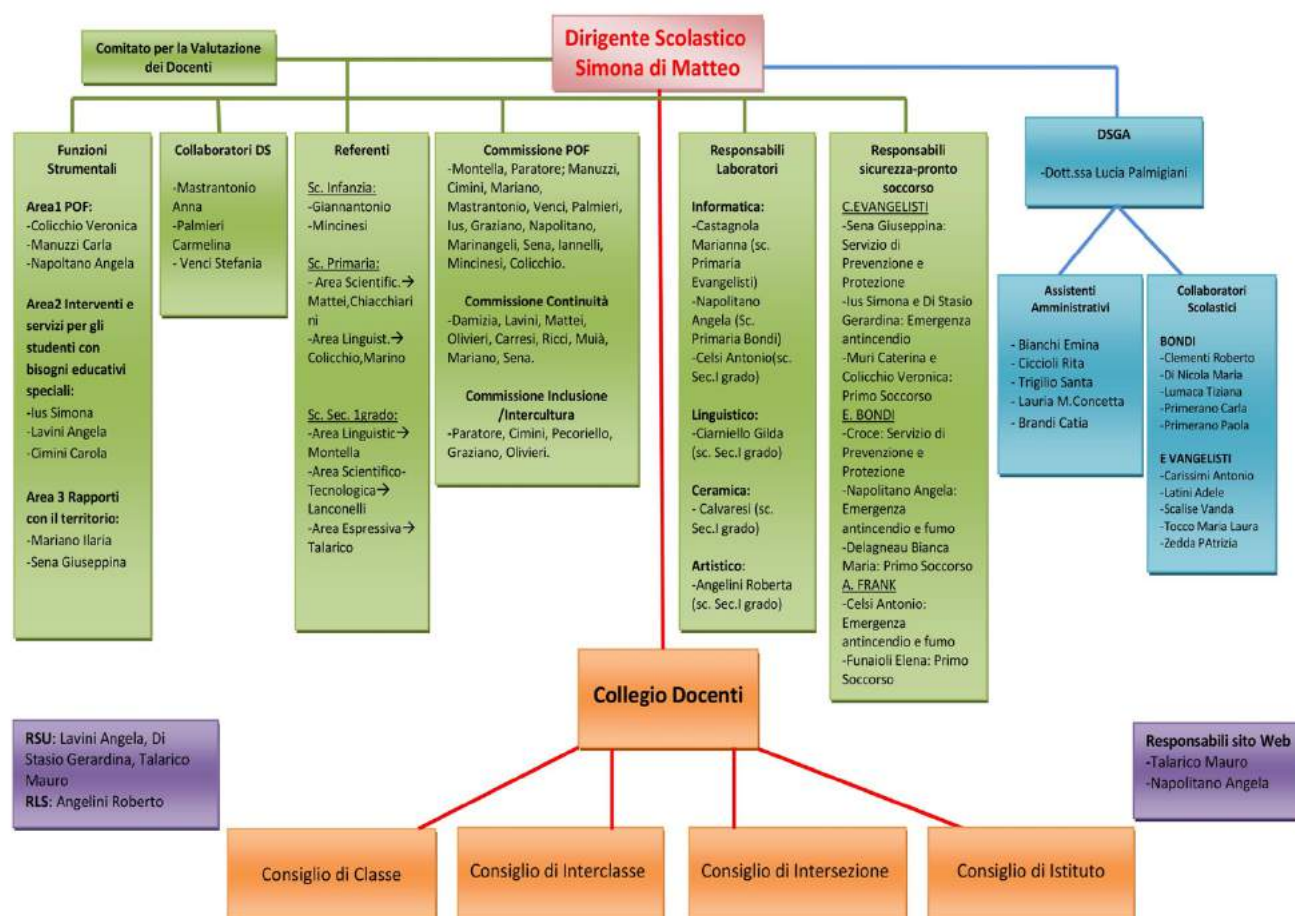 Comitato per la Valutazione
dei Docenti
Dirigente Scolastico
Simona di Matteo
Funzioni
Strumentali
Area1 POF:
-Colicchio Veronica
-Manuzzi Carla
-Napoltano Angela
Area2 Interventi e
servizi per gli
studenti con
bisogni educativi
speciali:
-Ius Simona
-Lavini Angela
-Cimini Carola
Area 3 Rapporti
con il territorio:
-Mariano Ilaria
-Sena Giuseppina
Collaboratori DS
-Mastrantonio
Anna
-Palmieri
Carmelina
- Venci Stefania
Referenti
Sc. Infanzia:
-Giannantonio
-Mincinesi
Sc. Primaria:
- Area Scientific.→
Mattei,Chiacchiari
ni
-Area Linguist.→
Colicchio,Marino
Sc. Sec. 1grado:
-Area Linguistic→
Montella
-Area Scientifico-
Tecnologica→
Lanconelli
-Area Espressiva→
Talarico
Commissione POF
-Montella, Paratore; Manuzzi,
Cimini, Mariano,
Mastrantonio, Venci, Palmieri,
Ius, Graziano, Napolitano,
Marinangeli, Sena, Iannelli,
Mincinesi, Colicchio.
Commissione Continuità
-Damizia, Lavini, Mattei,
Olivieri, Carresi, Ricci, Muià,
Mariano, Sena.
Commissione Inclusione
/Intercultura
-Paratore, Cimini, Pecoriello,
Graziano, Olivieri.
Responsabili
Laboratori
Informatica:
-Castagnola
Marianna (sc.
Primaria
Evangelisti)
-Napolitano
Angela (Sc.
Primaria Bondi)
-Celsi Antonio(sc.
Sec.I grado)
Linguistico:
-Ciarniello Gilda
(sc. Sec.I grado)
Ceramica:
- Calvaresi (sc.
Sec.I grado)
Artistico:
-Angelini Roberta
(sc. Sec.I grado)
Responsabili
sicurezza-pronto
soccorso
C.EVANGELISTI
-Sena Giuseppina:
Servizio di
Prevenzione e
Protezione
-Ius Simona e Di Stasio
Gerardina: Emergenza
antincendio
-Muri Caterina e
Colicchio Veronica:
Primo Soccorso
E. BONDI
-Croce: Servizio di
Prevenzione e
Protezione
-Napolitano Angela:
Emergenza
antincendio e fumo
-Delagneau Bianca
Maria: Primo Soccorso
A. FRANK
-Celsi Antonio:
Emergenza
antincendio e fumo
-Funaioli Elena: Primo
Soccorso
DSGA
-Dott.ssa Lucia Palmigiani
Assistenti
Amministrativi
- Bianchi Emina
- Ciccioli Rita
- Trigilio Santa
- Lauria M.Concetta
- Brandi Catia
Collaboratori
Scolastici
BONDI
-Clementi Roberto
-Di Nicola Maria
-Lumaca Tiziana
-Primerano Carla
-Primerano Paola
E VANGELISTI
-Carissimi Antonio
-Latini Adele
-Scalise Vanda
-Tocco Maria Laura
-Zedda PAtrizia
Collegio Docenti
RSU: Lavini Angela, Di
Stasio Gerardina, Talarico
Mauro
RLS: Angelini Roberto
Responsabili sito Web
-Talarico Mauro
-Napolitano Angela
Consiglio di Classe
Consiglio di Interclasse
Consiglio di Intersezione
Consiglio di Istituto